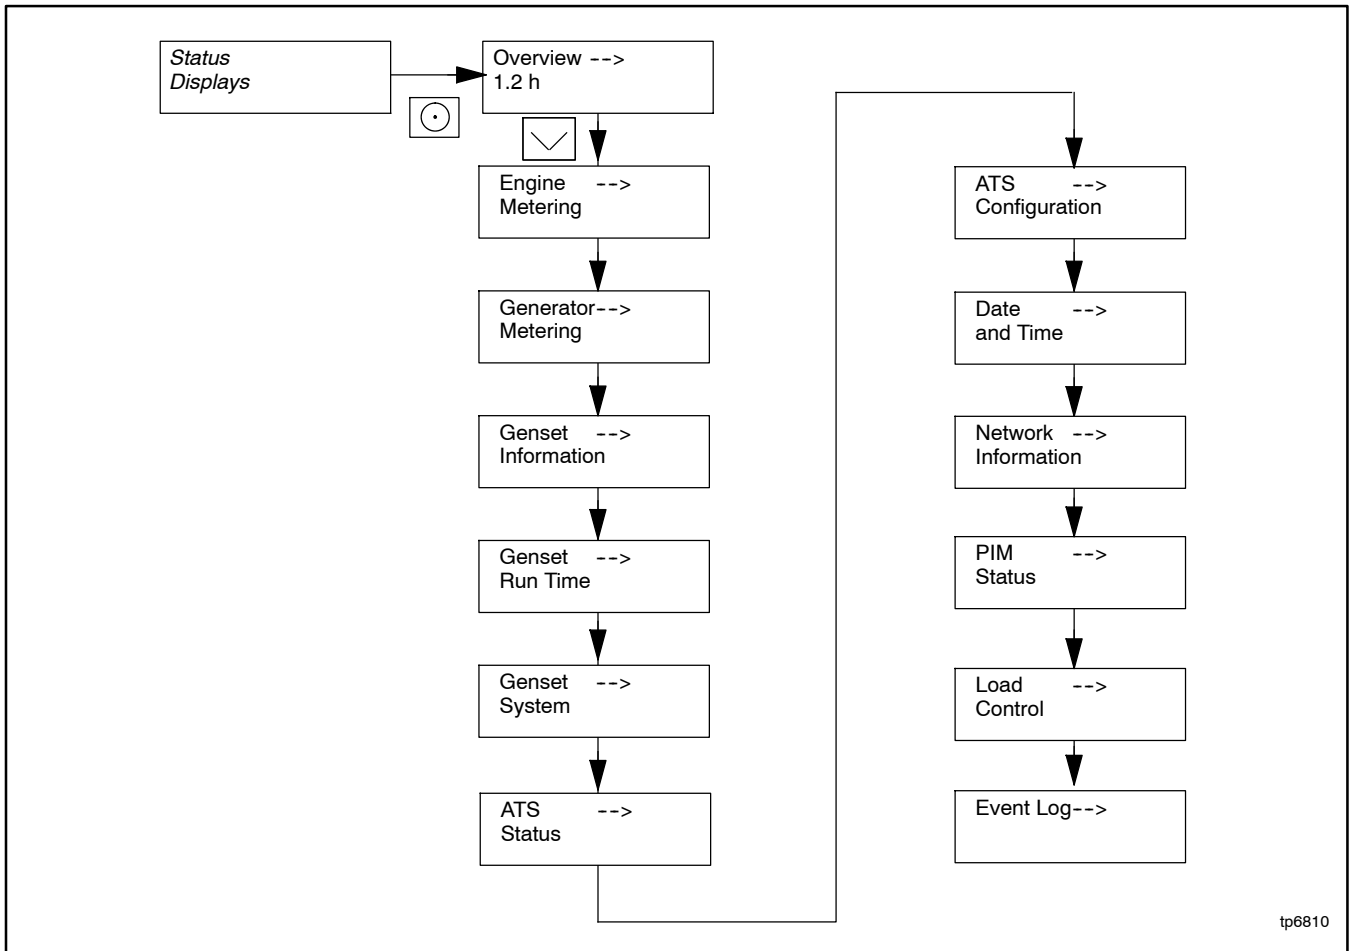 Status
Displays
Overview -->
1.2 h
Engine -->
Metering
Generator-->
Metering
Genset -->
Information
Genset -->
Run Time
Genset -->
System
ATS -->
Status
ATS -->
Configuration
Date -->
and Time
Network -->
Information
PIM -->
Status
Load -->
Control
Event Log-->
tp6810